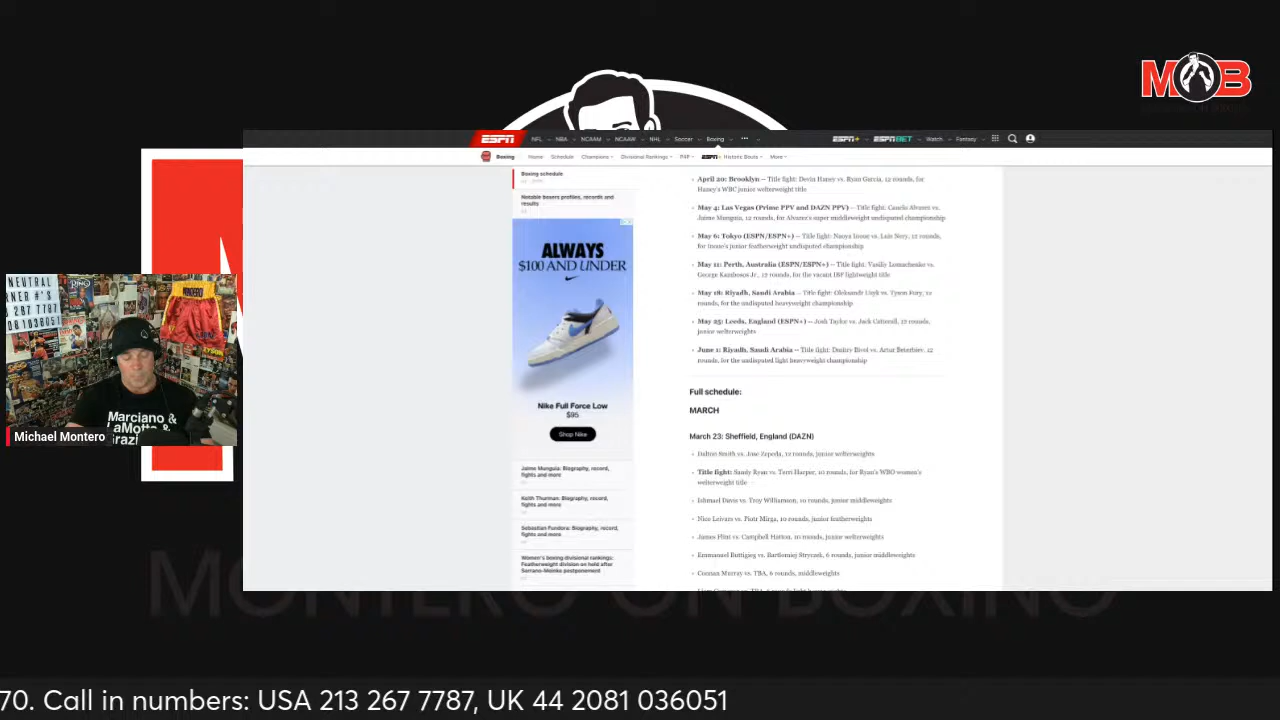 MOB
ESPN NFL NBA NCAAM NCAAW NHL Soccer Boxing ESPN+ ESPN BET Watch Fantasy
Boxing Home Schedule Champions Divisional Rankings P4P ESPN+ Historic Bouts More
Boxing schedule
Notable boxers profiles, records and
results
ALWAYS
$100 AND UNDER
Nike Full Force Low
$95
Shop Nike
Jaime Munguia: Biography, record,
fights and more
Keith Thurman: Biography, record,
fights and more
Sebastian Fundora: Biography, record,
fights and more
Women's boxing divisional rankings:
Featherweight division on hold after
Serrano-Meinke postponement
• April 20: Brooklyn -- Title fight: Devin Haney vs. Ryan Garcia, 12 rounds, for
Haney's WBC junior welterweight title
• May 4: Las Vegas (Prime PPV and DAZN PPV) -- Title fight: Canelo Alvarez vs.
Jaime Munguia, 12 rounds, for Alvarez's super middleweight undisputed championship
• May 6: Tokyo (ESPN/ESPN+) -- Title fight: Naoya Inoue vs. Luis Nery, 12 rounds,
for Inoue's junior featherweight undisputed championship
• May 11: Perth, Australia (ESPN/ESPN+) -- Title fight: Vasiliy Lomachenko vs.
George Kambosos Jr., 12 rounds, for the vacant IBF lightweight title
• May 18: Riyadh, Saudi Arabia -- Title fight: Oleksandr Usyk vs. Tyson Fury, 12
rounds, for the undisputed heavyweight championship
• May 25: Leeds, England (ESPN+) -- Josh Taylor vs. Jack Catterall, 12 rounds,
junior welterweights
• June 1: Riyadh, Saudi Arabia -- Title fight: Dmitry Bivol vs. Artur Beterbiev, 12
rounds, for the undisputed light heavyweight championship
Full schedule:
MARCH
March 23: Sheffield, England (DAZN)
• Dalton Smith vs. Jose Zepeda, 12 rounds, junior welterweights
• Title fight: Sandy Ryan vs. Terri Harper, 10 rounds, for Ryan's WBO women's
welterweight title
• Ishmael Davis vs. Troy Williamson, 10 rounds, junior middleweights
• Nico Leivars vs. Piotr Mirga, 10 rounds, junior featherweights
• James Flint vs. Campbell Hatton, 10 rounds, junior welterweights
• Emmanuel Buttigieg vs. Bartlomiej Stryczek, 6 rounds, junior middleweights
• Connan Murray vs. TBA, 6 rounds, middleweights
NEUTRAL
Marciano &
LaMotta &
Grazi
Michael Montero
MONTERO ON BOXING
70. Call in numbers: USA 213 267 7787, UK 44 2081 036051